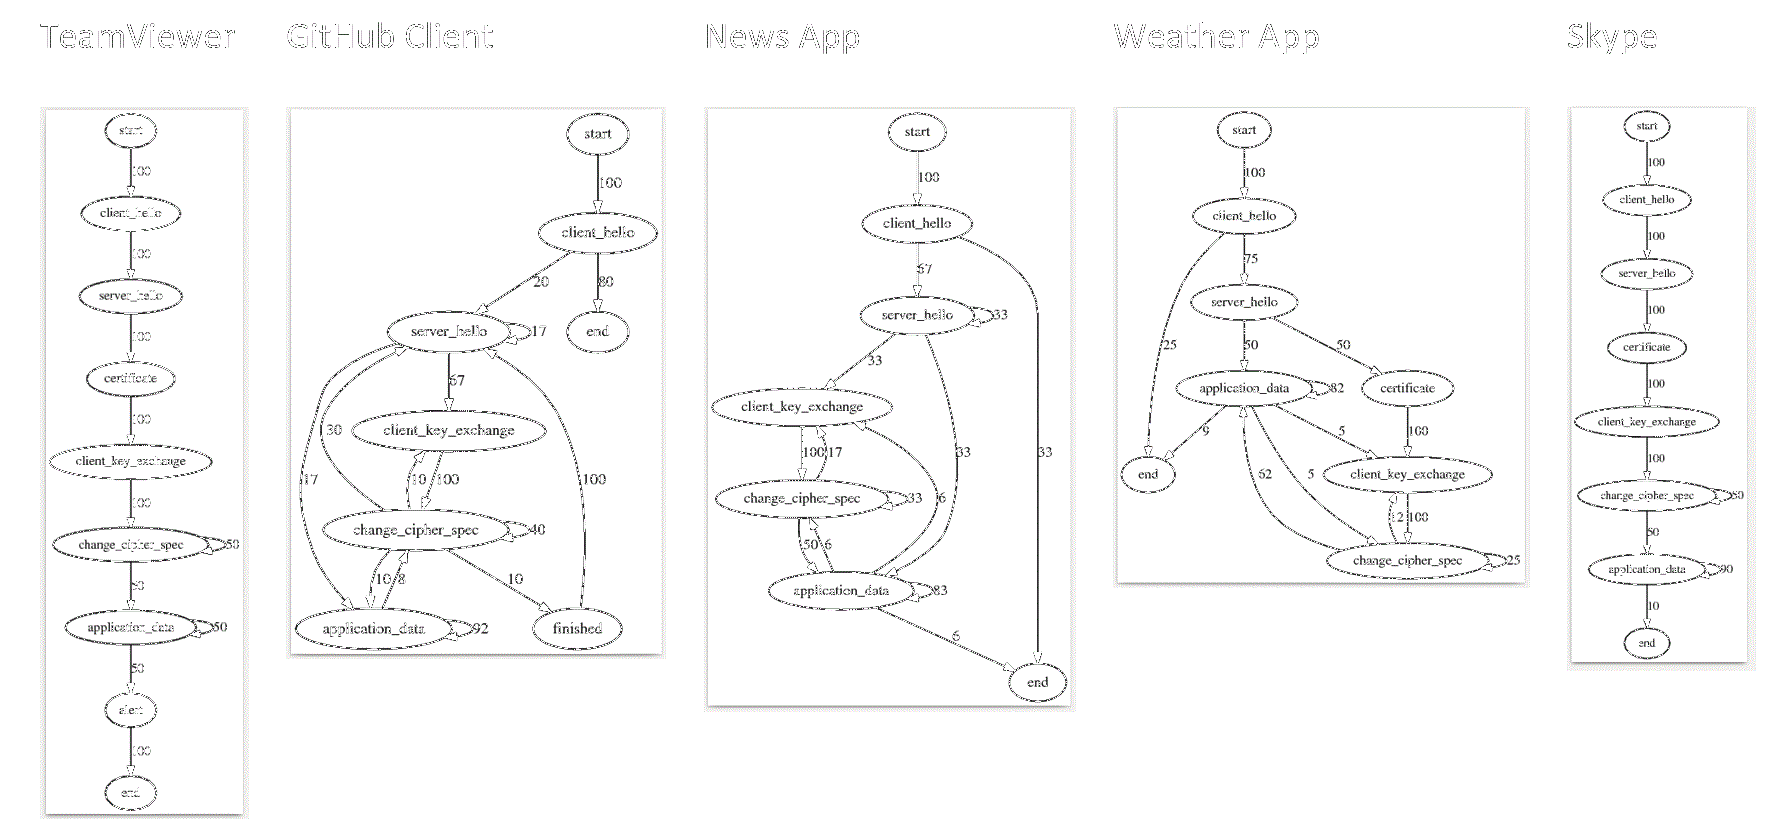 TeamViewer
GitHub Client
News App
Weather App
Skype
start
100
client_hello
100
server_hello
100
certificate
100
client_key_exchange
100
change_cipher_spec
50
50
application_data
50
50
alert
100
end
start
100
client_hello
20
80
server_hello
17
end
67
client_key_exchange
17
30
10
100
100
change_cipher_spec
40
10
8
10
application_data
92
finished
start
100
client_hello
67
server_hello
33
33
33
33
client_key_exchange
100
17
change_cipher_spec
33
6
50
6
application_data
83
6
end
start
100
client_hello
75
server_hello
25
50
50
application_data
82
certificate
9
5
100
end
62
5
client_key_exchange
12
100
change_cipher_spec
25
start
100
client_hello
100
server_hello
100
certificate
100
client_key_exchange
100
change_cipher_spec
50
50
application_data
90
10
end